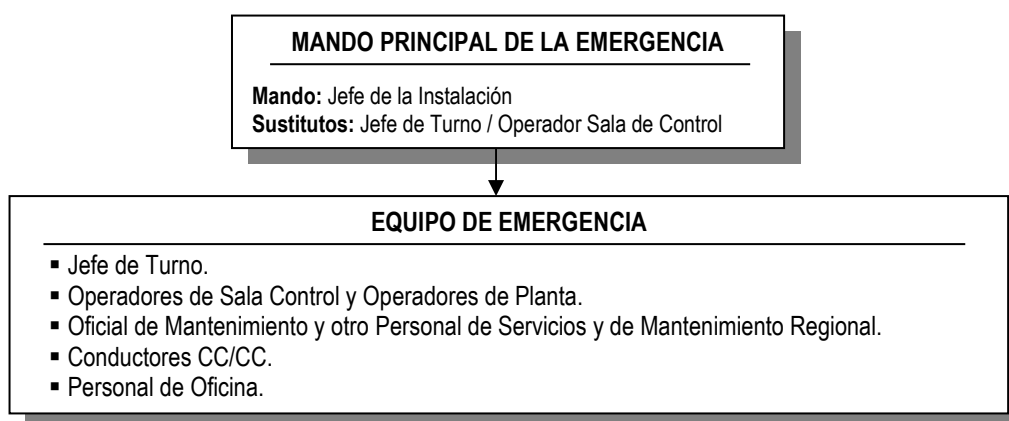 MANDO PRINCIPAL DE LA EMERGENCIA
Mando: Jefe de la Instalación
Sustitutos: Jefe de Turno / Operador Sala de Control
EQUIPO DE EMERGENCIA
▪ Jefe de Turno.
▪ Operadores de Sala Control y Operadores de Planta.
▪ Oficial de Mantenimiento y otro Personal de Servicios y de Mantenimiento Regional.
▪ Conductores CC/CC.
▪ Personal de Oficina.